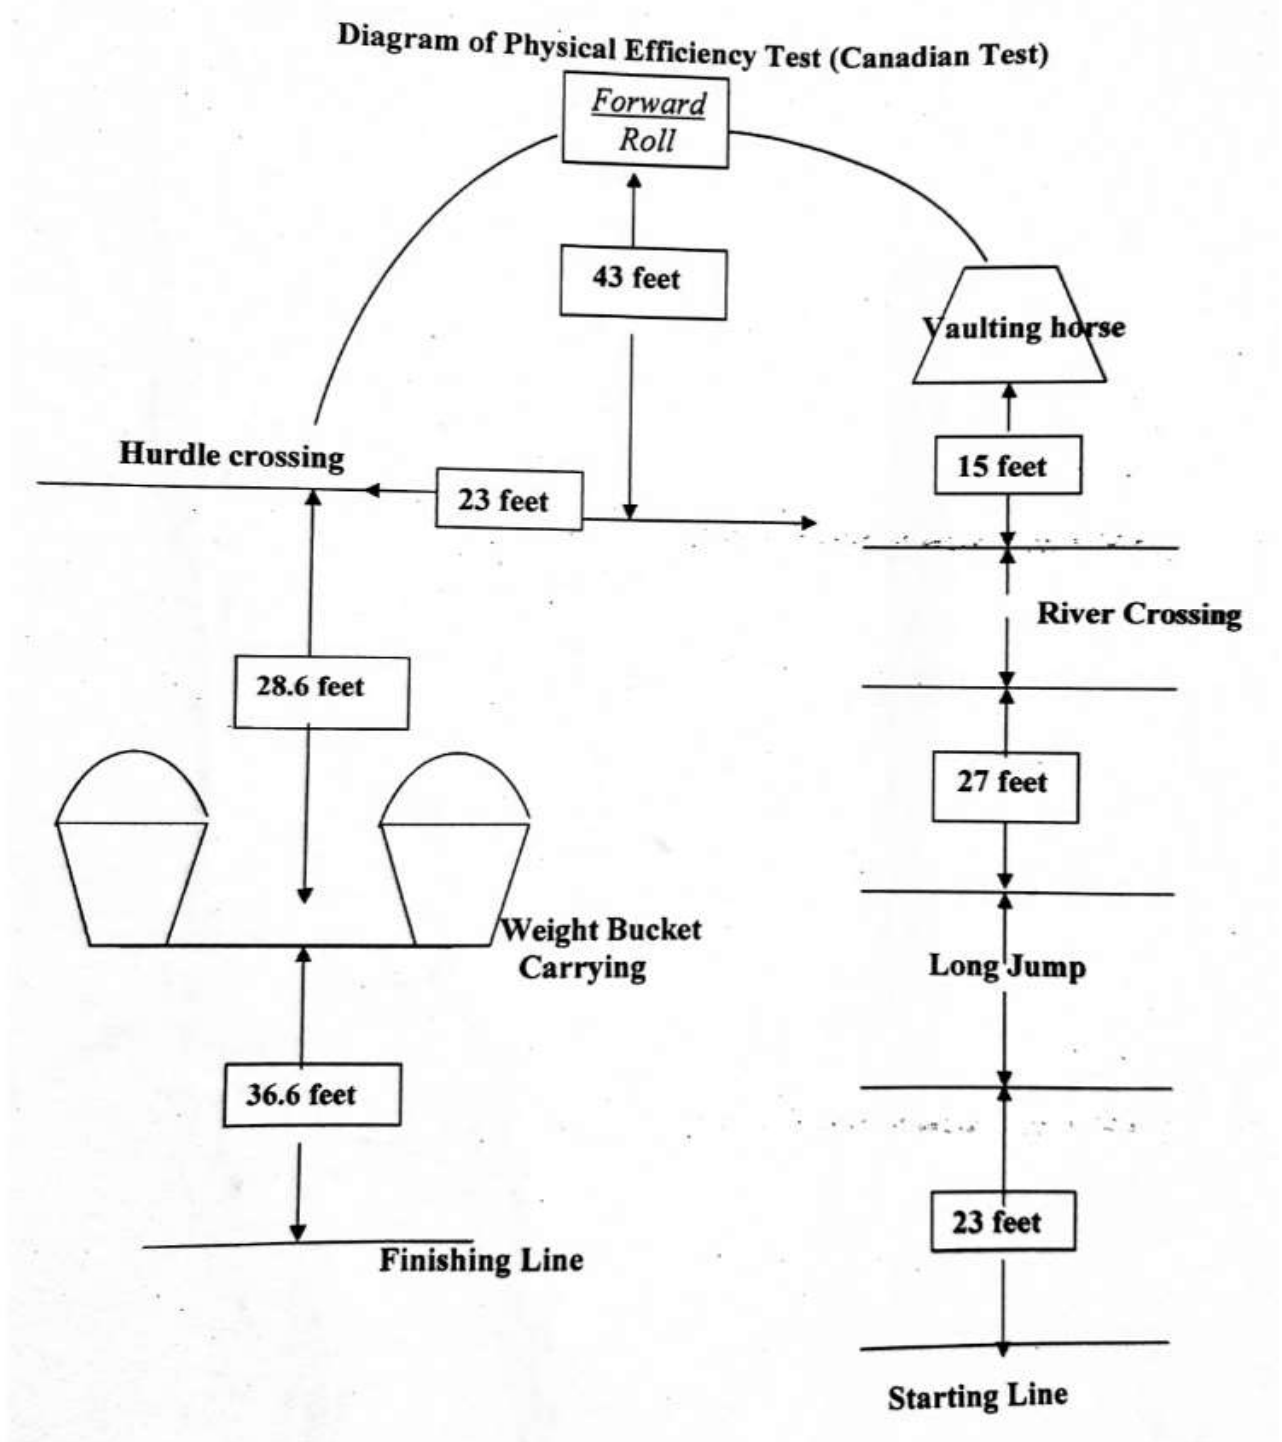 Diagram of Physical Efficiency Test (Canadian Test)
Forward
Roll
43 feet
Vaulting horse
Hurdle crossing
15 feet
23 feet
River Crossing
28.6 feet
27 feet
Weight Bucket
Carrying
Long Jump
36.6 feet
23 feet
Finishing Line
Starting Line